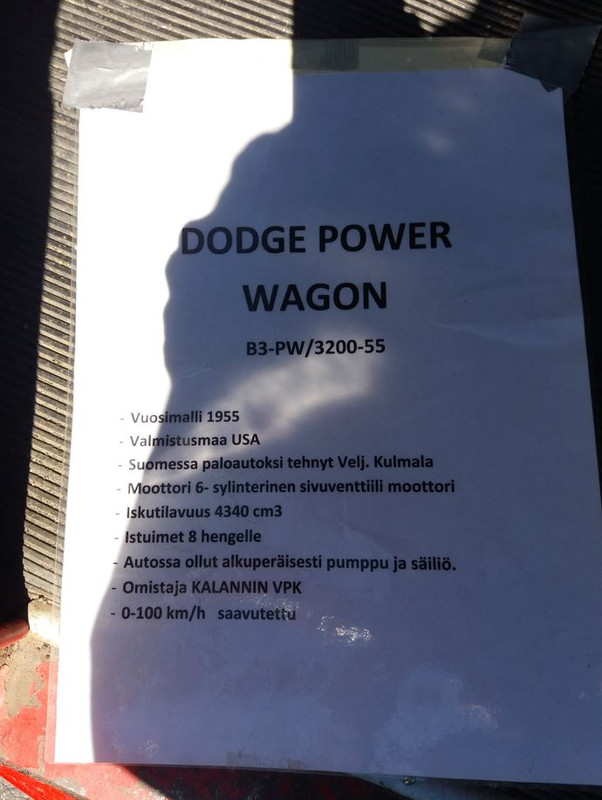 DODGE POWER
WAGON
B3-PW/3200-55
- Vuosimalli 1955
- Valmistusmaa USA
- Suomessa paloautoksi tehnyt Velj. Kulmala
- Moottori 6- sylinterinen sivuventtiili moottori
- Iskutilavuus 4340 cm3
- Istuimet 8 hengelle
- Autossa ollut alkuperäisesti pumppu ja säiliö.
- Omistaja KALANNIN VPK
- 0-100 km/h saavutettu